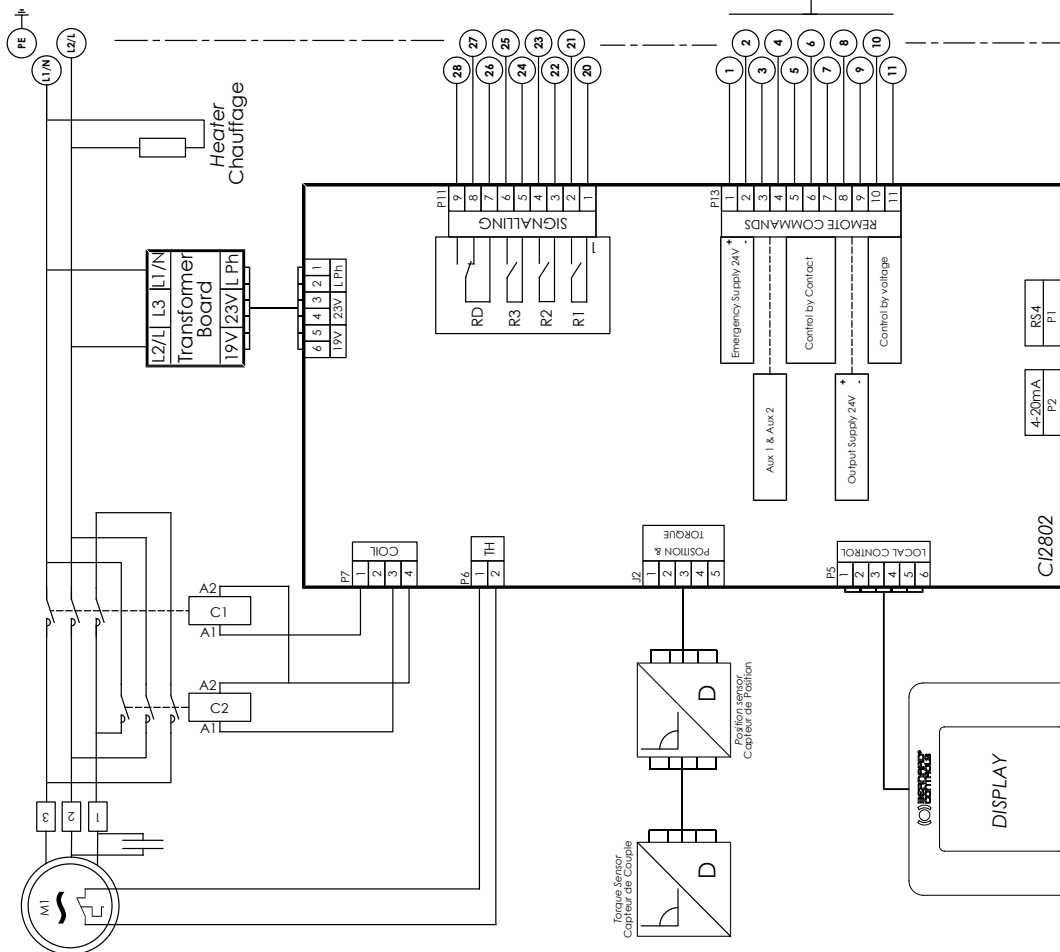 PE
L1/N
L2/L
Heater
Chauffage
L2/L L3 L1/N
Transformer
Board
19V 23V L Ph
6 5 4 3 2 1
19V 23V L Ph
28
27
26
25
24
23
22
21
20
P11
9
8
7
6
5
4
3
2
1
SIGNALLING
RD
R3
R2
R1
1
1
2
3
4
5
6
7
8
9
10
11
P13
1
2
3
4
5
6
7
8
9
10
11
REMOTE COMMANDS
Emergency Supply 24V + -
Aux 1 & Aux 2
Control by Contact
Output Supply 24V + -
Control by voltage
RS4
P1
4-20mA
P2
CI2802
P7
1
2
3
4
COIL
P6
1
2
TH
J2
1
2
3
4
5
POSITION &
TORQUE
P5
1
2
3
4
5
6
LOCAL CONTROL
A2
C1
A1
A2
C2
A1
3
2
1
M1
D
Position sensor
Capteur de Position
D
Torque Sensor
Capteur de Couple
DISPLAY